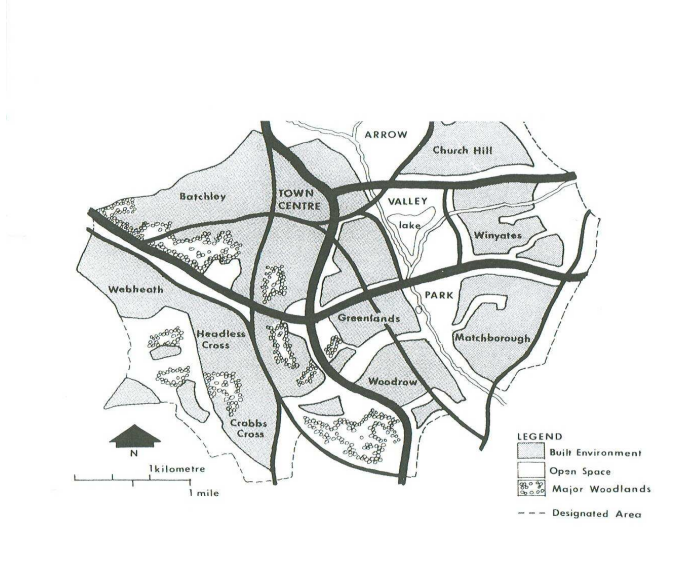 ARROW
Church Hill
Batchley
TOWN
CENTRE
VALLEY
lake
Winyates
Webheath
PARK
Greenlands
Headless
Cross
Matchborough
Woodrow
Crabbs
Cross
N
1kilometre
1 mile
LEGEND
Built Environment
Open Space
Major Woodlands
Designated Area